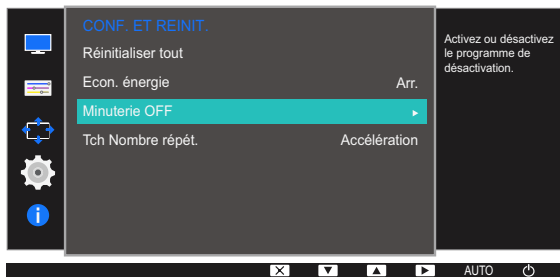 CONF. ET REINIT.
Réinitialiser tout
Econ. énergie Arr.
Minuterie OFF
Tch Nombre répét. Accélération
Activez ou désactivez
le programme de
désactivation.
AUTO